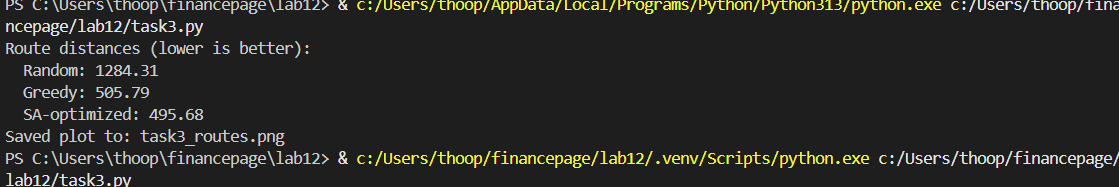 PS C:\Users\thoop\financepage\lab12> & c:/Users/thoop/AppData/Local/Programs/Python/Python313/python.exe c:/Users/thoop/fina
ncepage/lab12/task3.py
Route distances (lower is better):
  Random: 1284.31
  Greedy: 505.79
  SA-optimized: 495.68
Saved plot to: task3_routes.png
PS C:\Users\thoop\financepage\lab12> & c:/Users/thoop/financepage/lab12/.venv/Scripts/python.exe c:/Users/thoop/financepage/
lab12/task3.py